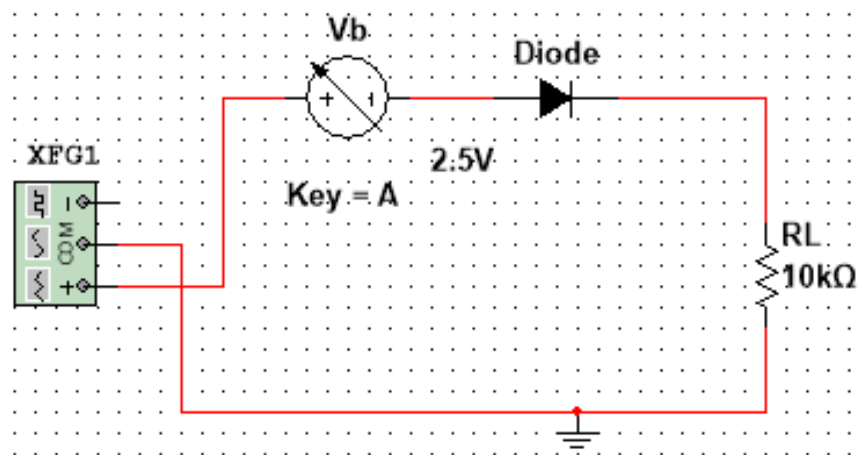 Vb
Diode
2.5V
XFG1
Key = A
COM
RL
10kΩ